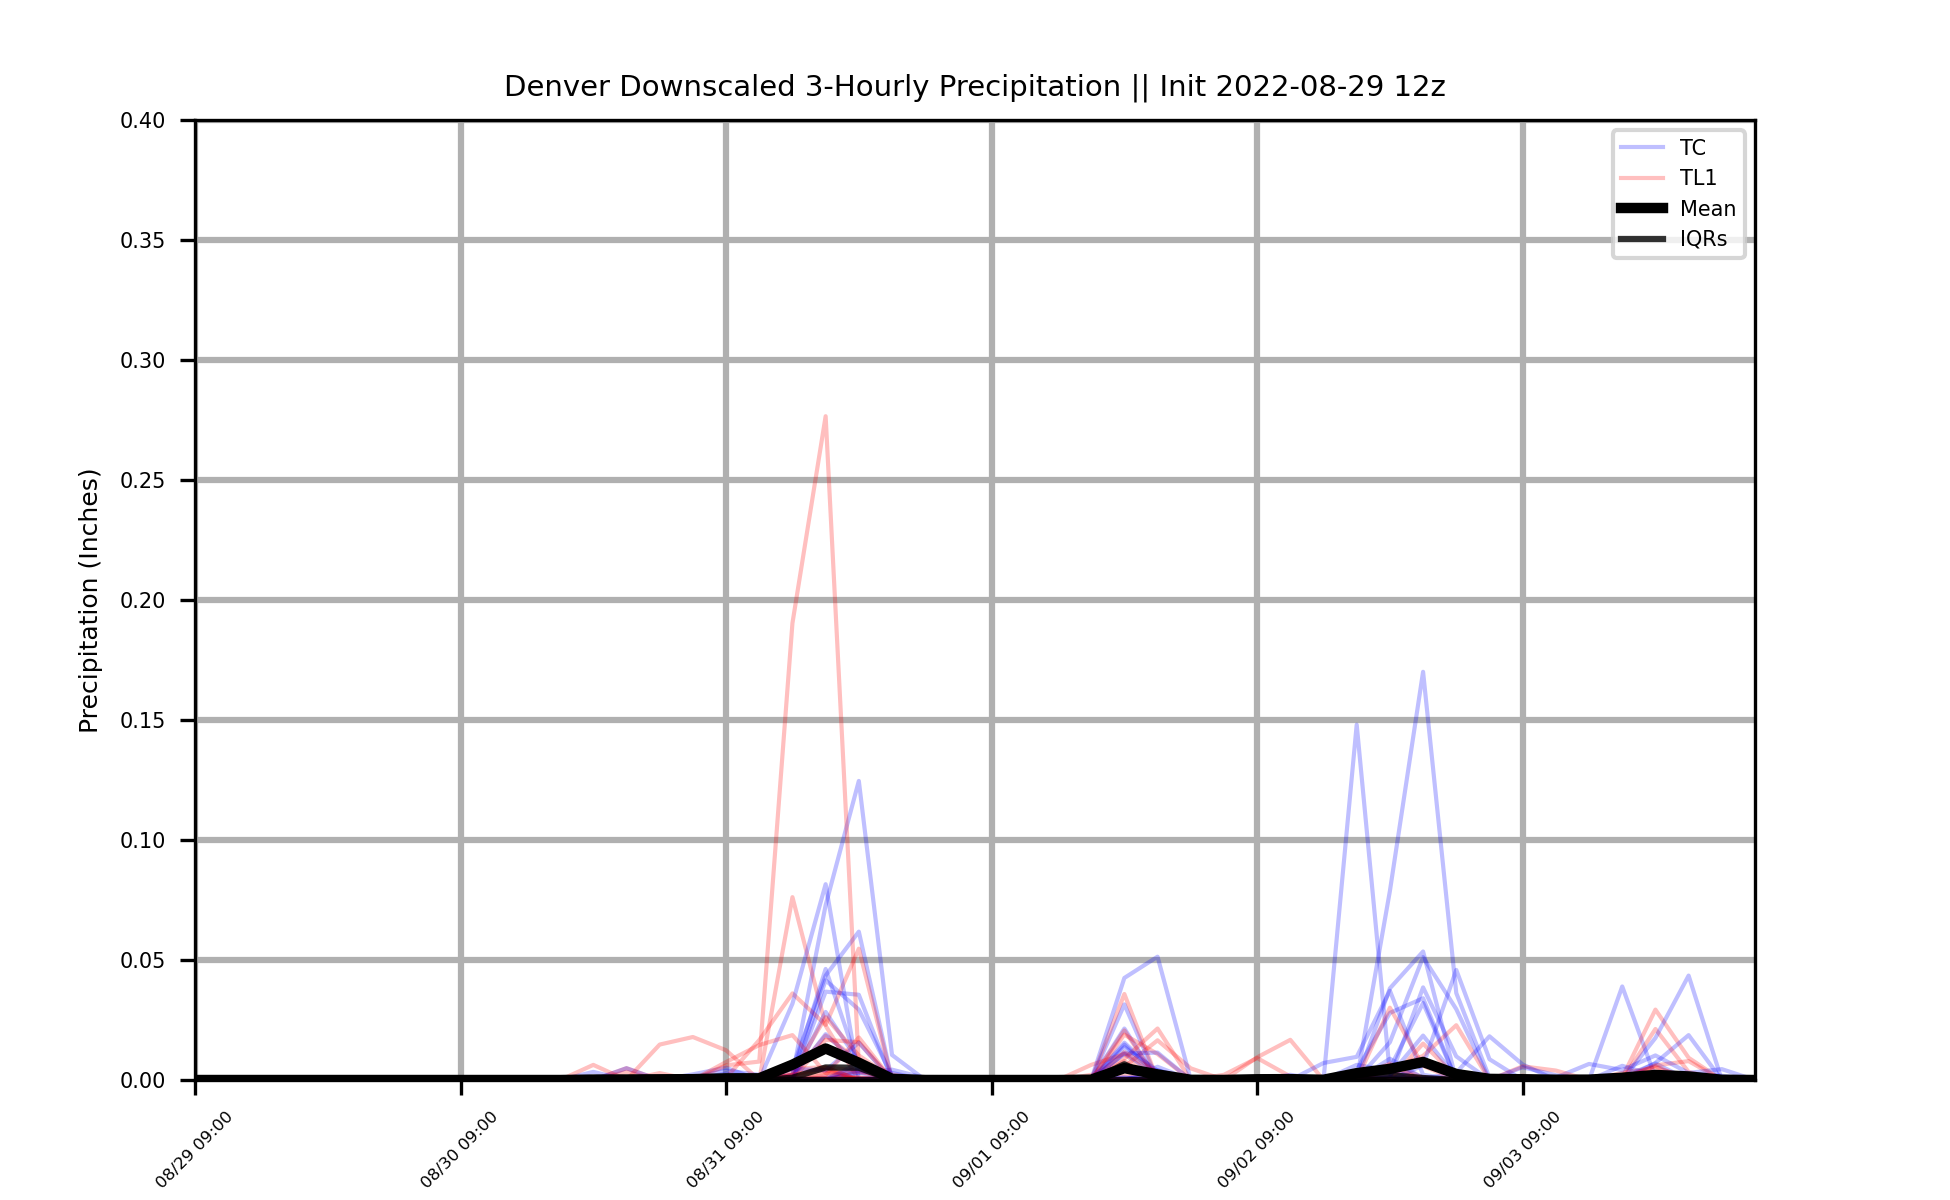 Denver Downscaled 3-Hourly Precipitation || Init 2022-08-29 12z
TC
TL1
Mean
IQRs
Precipitation (Inches)
0.40
0.35
0.30
0.25
0.20
0.15
0.10
0.05
0.00
08/29 09:00
08/30 09:00
08/31 09:00
09/01 09:00
09/02 09:00
09/03 09:00